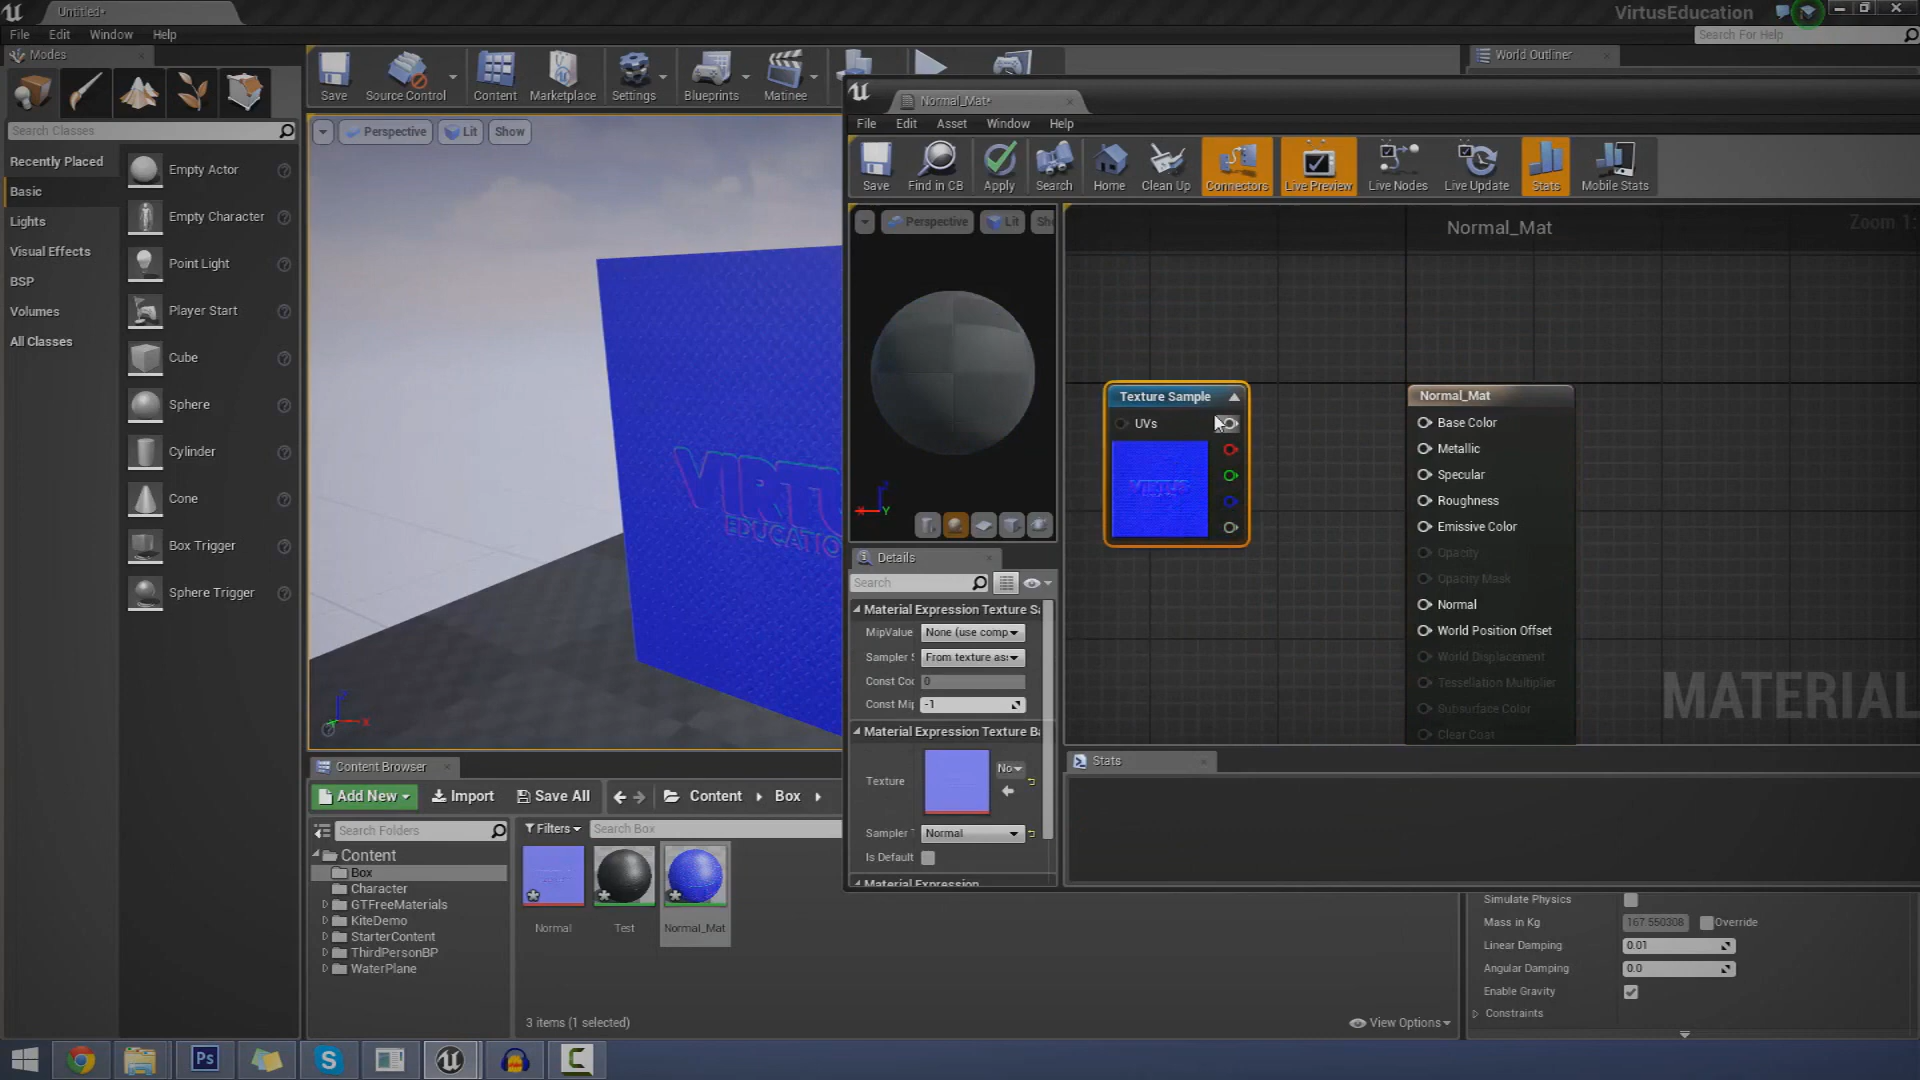 Untitled*
VirtusEducation
File Edit Window Help
Search For Help
Modes
World Outliner
Save Source Control Content Marketplace Settings Blueprints Matinee
Normal_Mat*
File Edit Asset Window Help
Search Classes
Perspective Lit Show
Save Find in CB Apply Search Home Clean Up Connectors Live Preview Live Nodes Live Update Stats Mobile Stats
Recently Placed
Basic
Lights
Visual Effects
BSP
Volumes
All Classes
Empty Actor
Empty Character
Point Light
Player Start
Cube
Sphere
Cylinder
Cone
Box Trigger
Sphere Trigger
VIRTU
EDUCATIO
Perspective Lit Sho
Normal_Mat
Zoom 1:
Texture Sample
UVs
VIRTUS
Normal_Mat
Base Color
Metallic
Specular
Roughness
Emissive Color
Opacity
Opacity Mask
Normal
World Position Offset
World Displacement
Tessellation Multiplier
Subsurface Color
Clear Coat
MATERIAL
Details
Search
Material Expression Texture Sa
MipValue None (use comp
Sampler S From texture as:
Const Coo 0
Const Mip -1
Material Expression Texture Ba
Texture No
Sampler T Normal
Is Default
Material Expression
Stats
Content Browser
Add New Import Save All Content Box
Search Folders
Filters Search Box
Content
Box
Character
GTFreeMaterials
KiteDemo
StarterContent
ThirdPersonBP
WaterPlane
Normal Test Normal_Mat
3 items (1 selected)
View Options
Simulate Physics
Mass in Kg 167.550308 Override
Linear Damping 0.01
Angular Damping 0.0
Enable Gravity
Constraints
X
Y
Ps
S
C